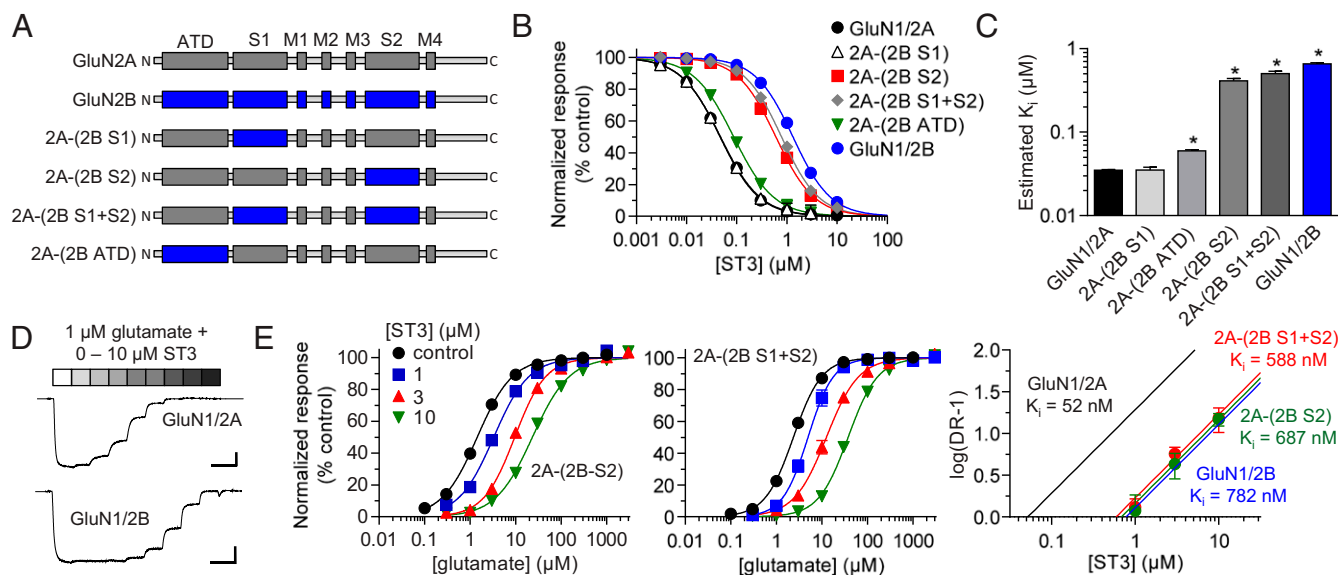 A
ATD S1 M1 M2 M3 S2 M4
GluN2A N C
GluN2B N C
2A-(2B S1) N C
2A-(2B S2) N C
2A-(2B S1+S2) N C
2A-(2B ATD) N C
B
Normalized response
(% control)
100
80
60
40
20
0
0.001 0.01 0.1 1 10 100
[ST3] (µM)
GluN1/2A
2A-(2B S1)
2A-(2B S2)
2A-(2B S1+S2)
2A-(2B ATD)
GluN1/2B
C
Estimated Ki (µM)
1
0.1
0.01
* * * *
GluN1/2A
2A-(2B S1)
2A-(2B ATD)
2A-(2B S2)
2A-(2B S1+S2)
GluN1/2B
D
1 µM glutamate +
0 – 10 µM ST3
GluN1/2A
GluN1/2B
E
Normalized response
(% control)
100
80
60
40
20
0
[ST3] (µM)
control
1
3
10
2A-(2B-S2)
0.01 0.1 1 10 100 1000
[glutamate] (µM)
100
80
60
40
20
0
2A-(2B S1+S2)
0.01 0.1 1 10 100 1000
[glutamate] (µM)
log(DR-1)
2.0
1.5
1.0
0.5
0.0
GluN1/2A
Ki = 52 nM
2A-(2B S1+S2)
Ki = 588 nM
2A-(2B S2)
Ki = 687 nM
GluN1/2B
Ki = 782 nM
0.1 1 10
[ST3] (µM)